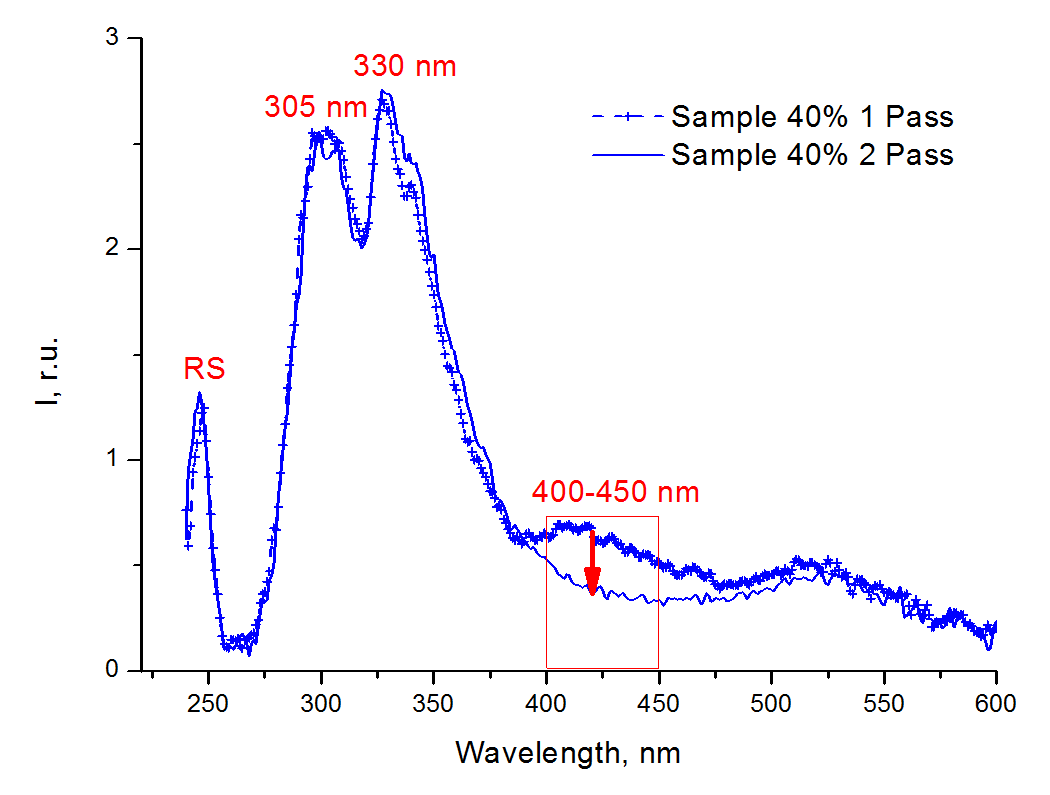 3
330 nm
305 nm
Sample 40% 1 Pass
Sample 40% 2 Pass
2
I, r.u.
RS
1
400-450 nm
0
250 300 350 400 450 500 550 600
Wavelength, nm